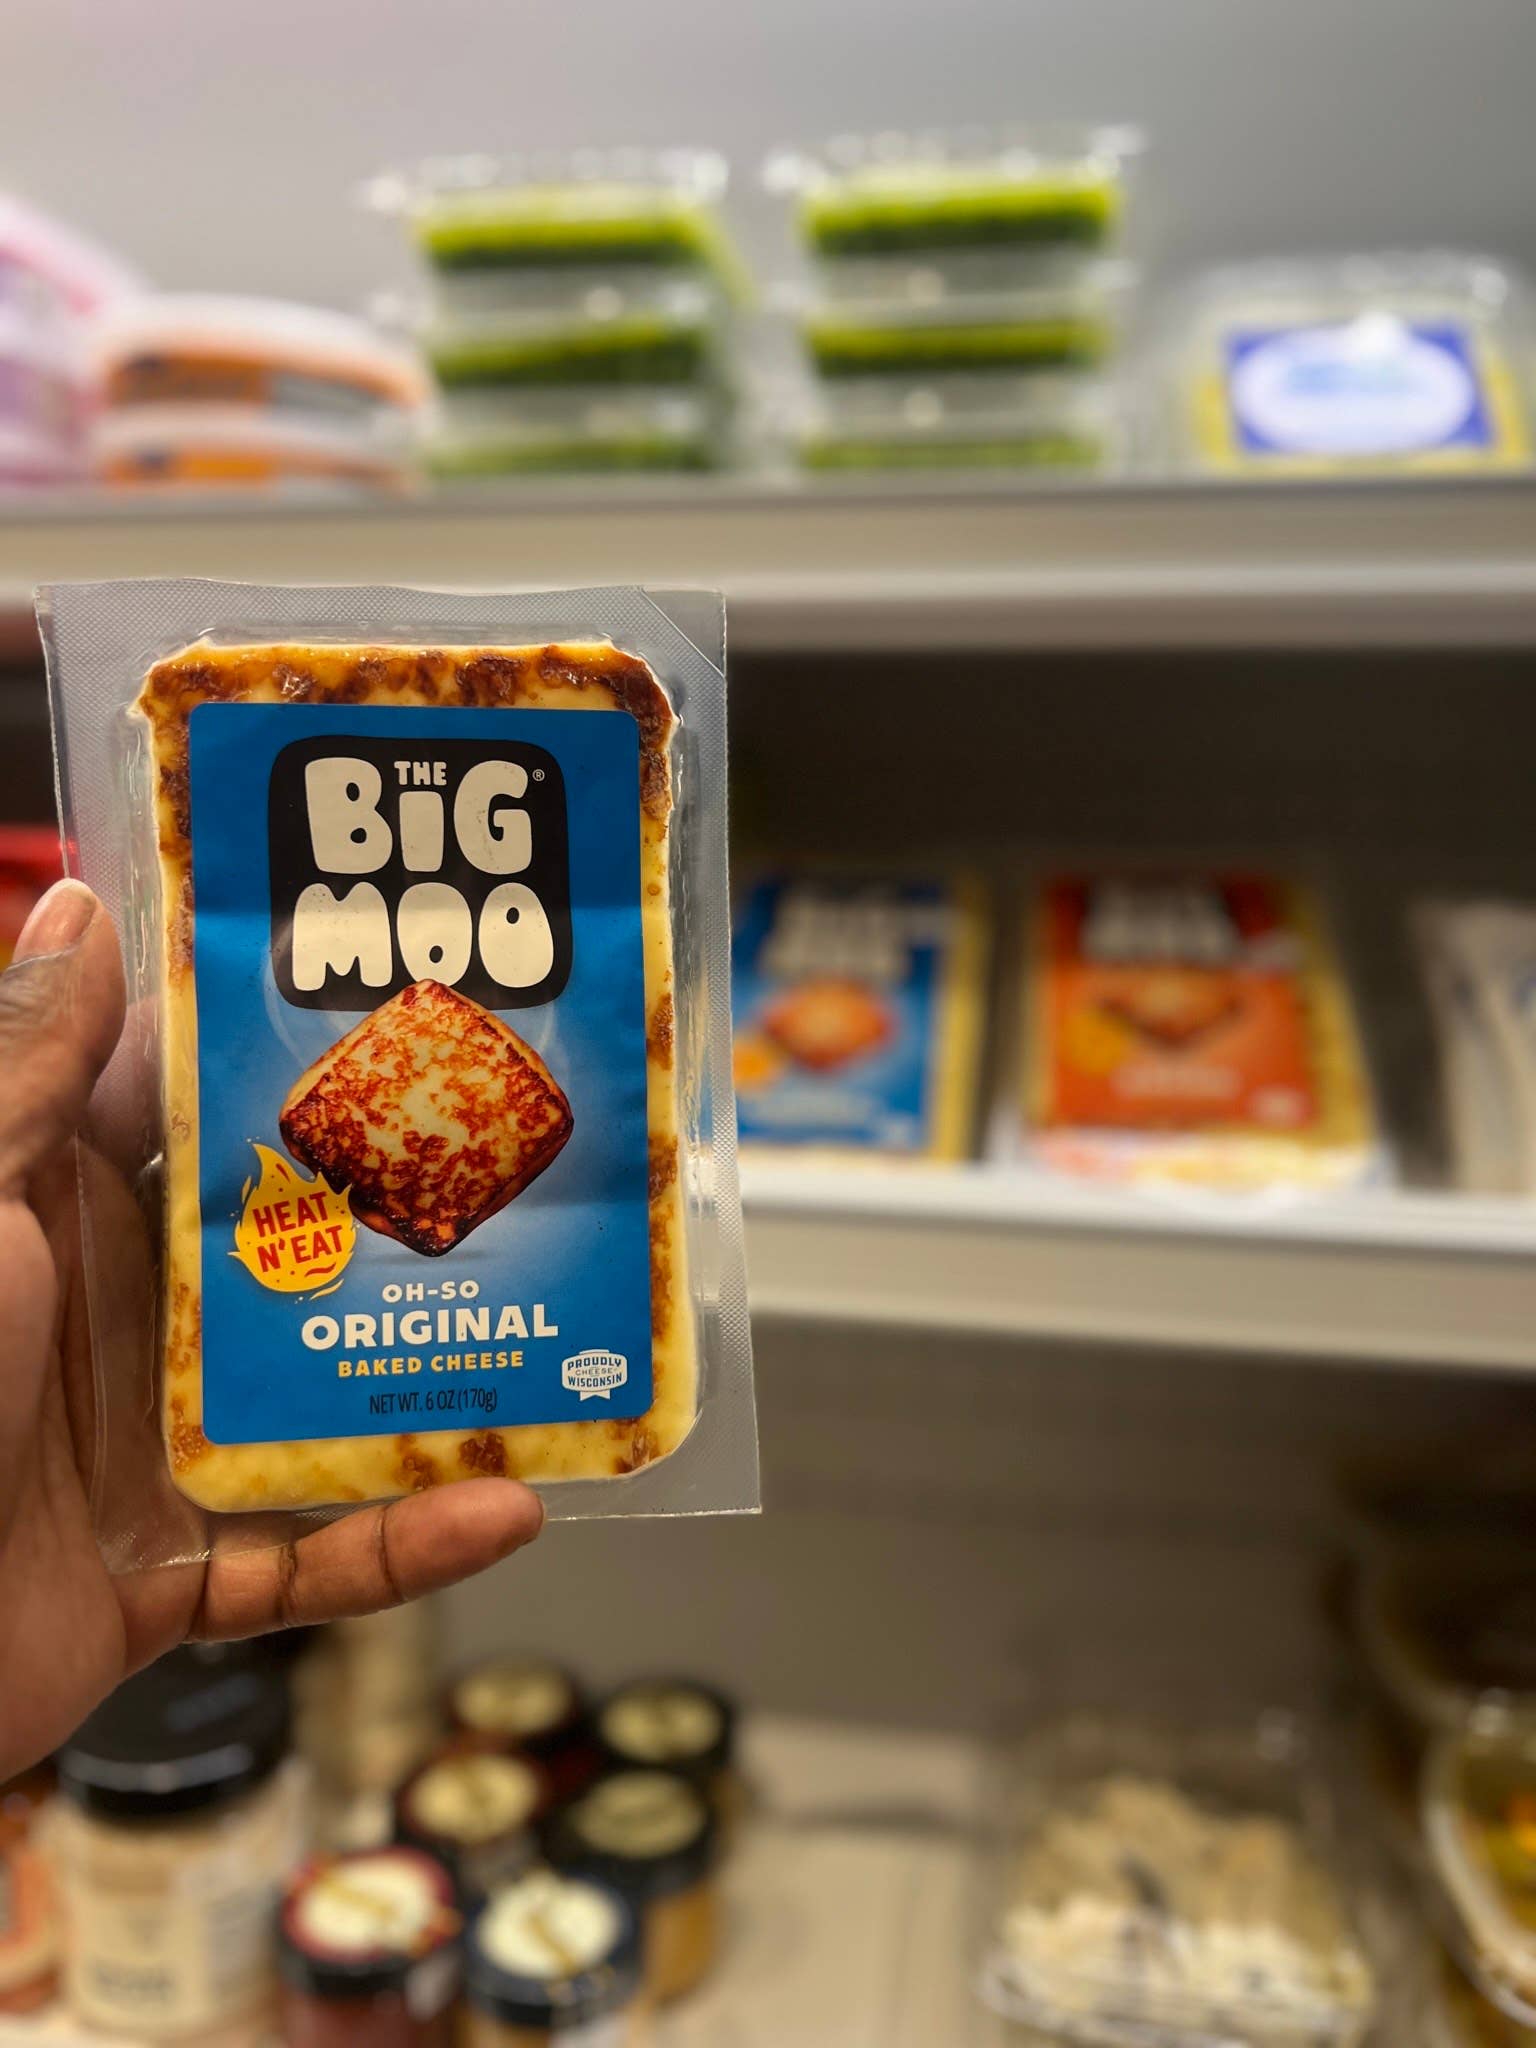 THE
BiG®
MOO
HEAT
N' EAT
OH-SO
ORIGINAL
BAKED CHEESE
PROUDLY
CHEESE
WISCONSIN
NET WT. 6 OZ (170g)